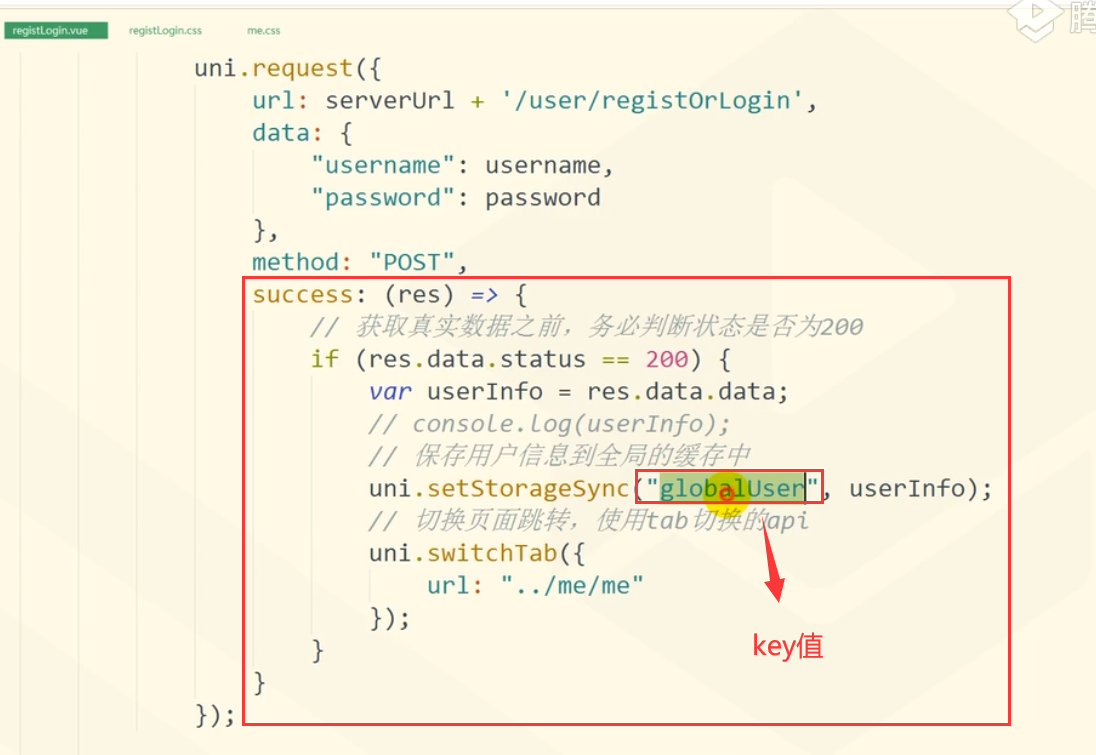 registLogin.vue registLogin.css me.css
腾
uni.request({
url: serverUrl + '/user/registOrLogin',
data: {
"username": username,
"password": password
},
method: "POST",
success: (res) => {
// 获取真实数据之前，务必判断状态是否为200
if (res.data.status == 200) {
var userInfo = res.data.data;
// console.log(userInfo);
// 保存用户信息到全局的缓存中
uni.setStorageSync("globalUser", userInfo);
// 切换页面跳转，使用tab切换的api
uni.switchTab({
url: "../me/me"
});
}
}
});
key值